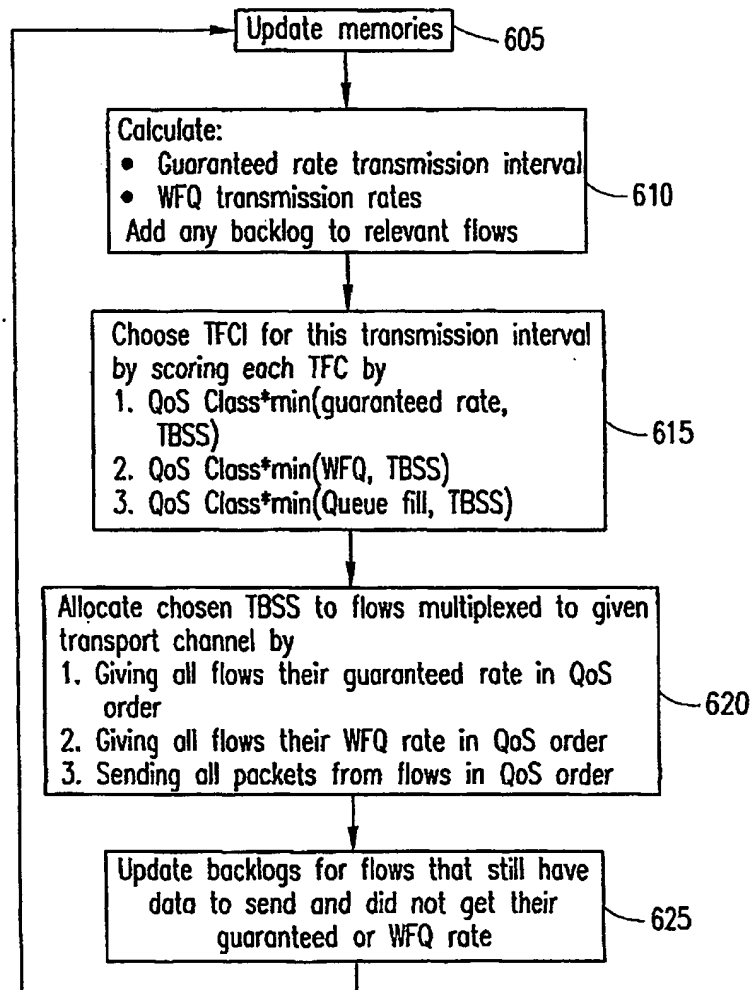 Update memories
605
Calculate:
• Guaranteed rate transmission interval
• WFQ transmission rates
Add any backlog to relevant flows
610
Choose TFCI for this transmission interval
by scoring each TFC by
1. QoS Class*min(guaranteed rate,
TBSS)
2. QoS Class*min(WFQ, TBSS)
3. QoS Class*min(Queue fill, TBSS)
615
Allocate chosen TBSS to flows multiplexed to given
transport channel by
1. Giving all flows their guaranteed rate in QoS
order
2. Giving all flows their WFQ rate in QoS order
3. Sending all packets from flows in QoS order
620
Update backlogs for flows that still have
data to send and did not get their
guaranteed or WFQ rate
625